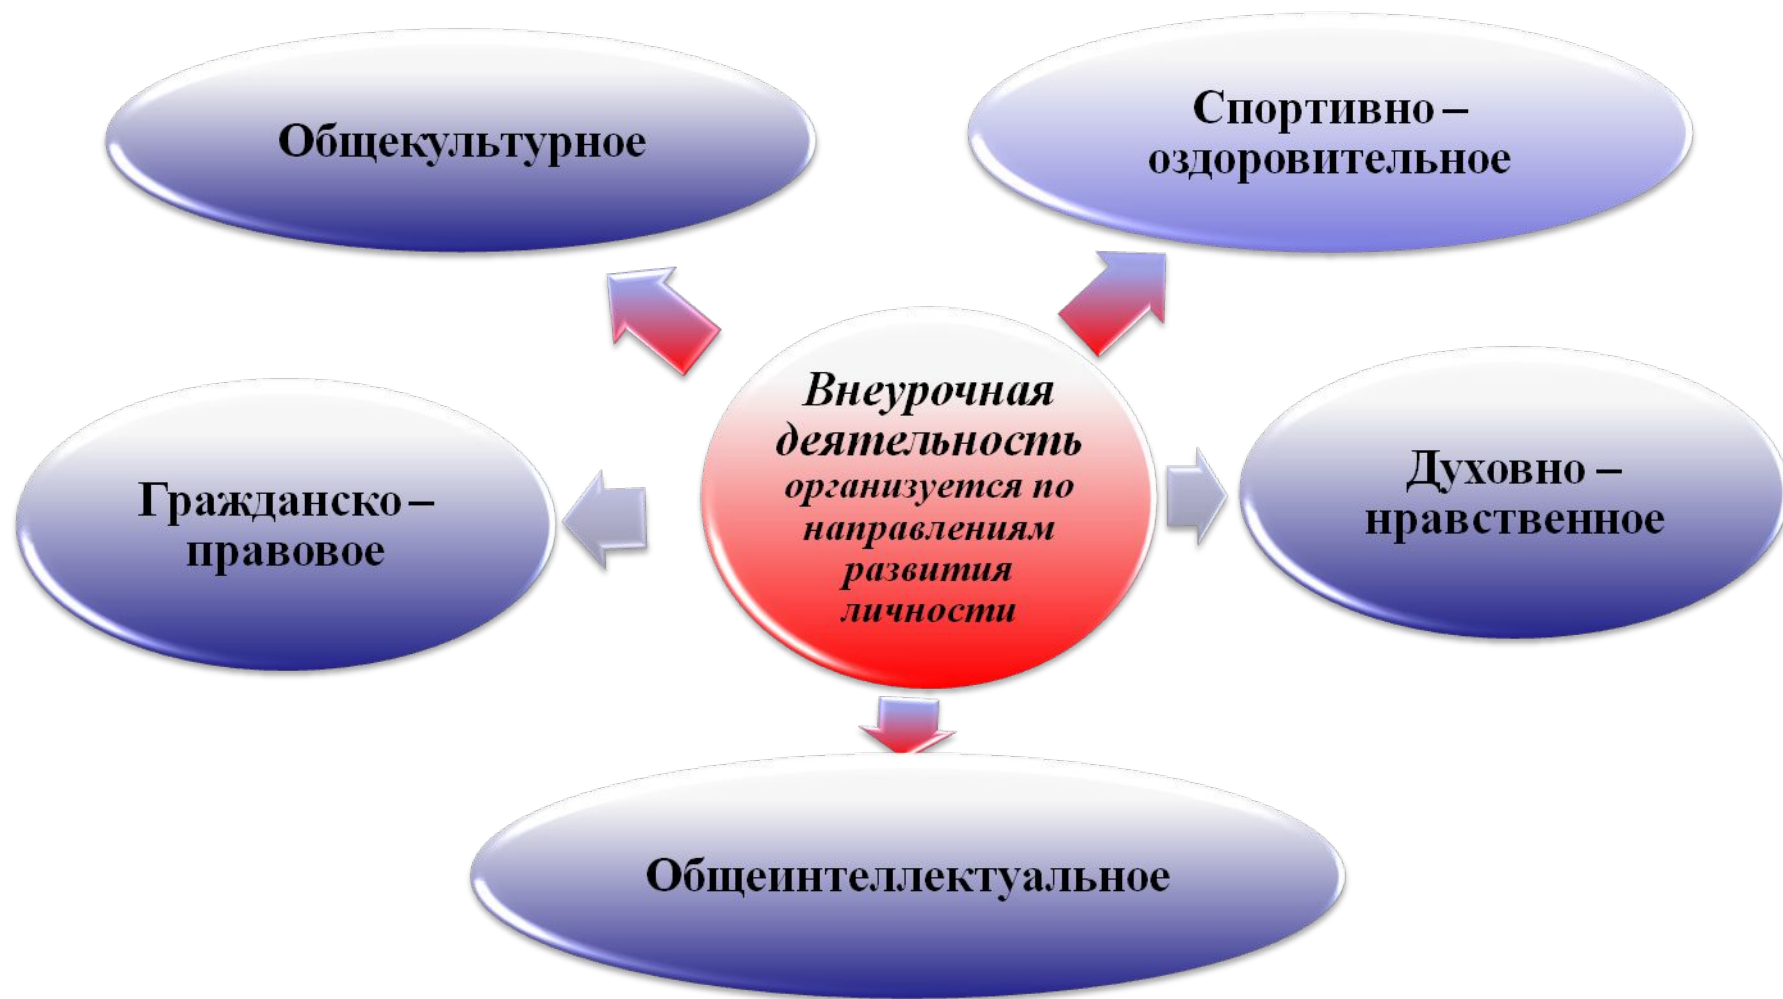 Общекультурное
Спортивно –
оздоровительное
Внеурочная
деятельность
организуется по
направлениям
развития
личности
Гражданско –
правовое
Духовно –
нравственное
Общеинтеллектуальное